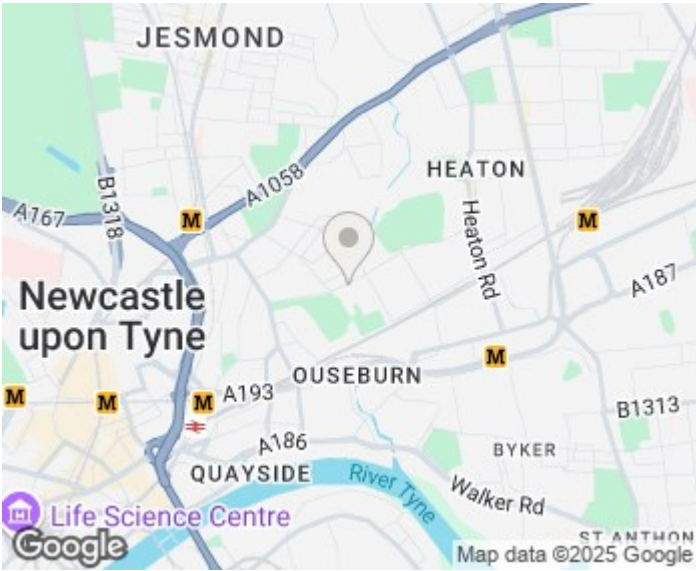 JESMOND
A1058
HEATON
B1318
A167
M
M
Heaton Rd
A187
Newcastle
upon Tyne
M
OUSEBURN
M
M
M
A193
B1313
A186
BYKER
QUAYSIDE
River Tyne
Walker Rd
Life Science Centre
ST ANTHON
Google
Map data ©2025 Google